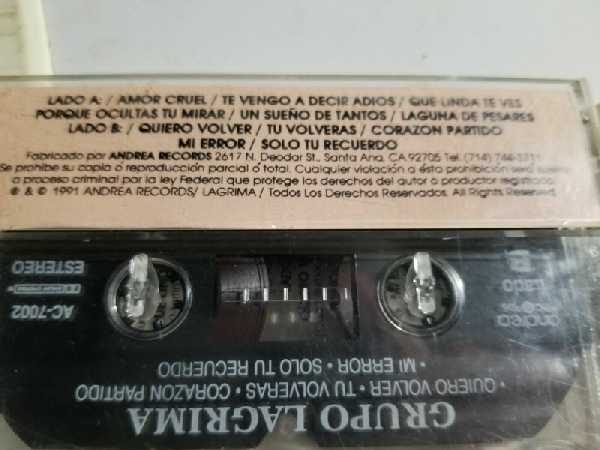 LADO A: / AMOR CRUEL / TE VENGO A DECIR ADIOS / QUE LINDA TE VES
PORQUE OCULTAS TU MIRAR / UN SUEÑO DE TANTOS / LAGUNA DE PESARES
LADO B: / QUIERO VOLVER / TU VOLVERAS / CORAZON PARTIDO
MI ERROR / SOLO TU RECUERDO
Fabricado por ANDREA RECORDS 2617 N. Deodar St., Santa Ana, CA 92705 Tel. (714)
Se prohibe su copia o reproducción parcial o total. Cualquier violación a ésta prohibición será
a proceso criminal por la ley Federal que protege los derechos del autor o productor registrado.
℗ & © 1991 ANDREA RECORDS/ LAGRIMA / Todos Los Derechos Reservados. All Rights Reserved.
GRUPO LAGRIMA
• QUIERO VOLVER • TU VOLVERAS • CORAZON PARTIDO
• MI ERROR • SOLO TU RECUERDO
andrea
LADO
B
AC-7002
ESTEREO